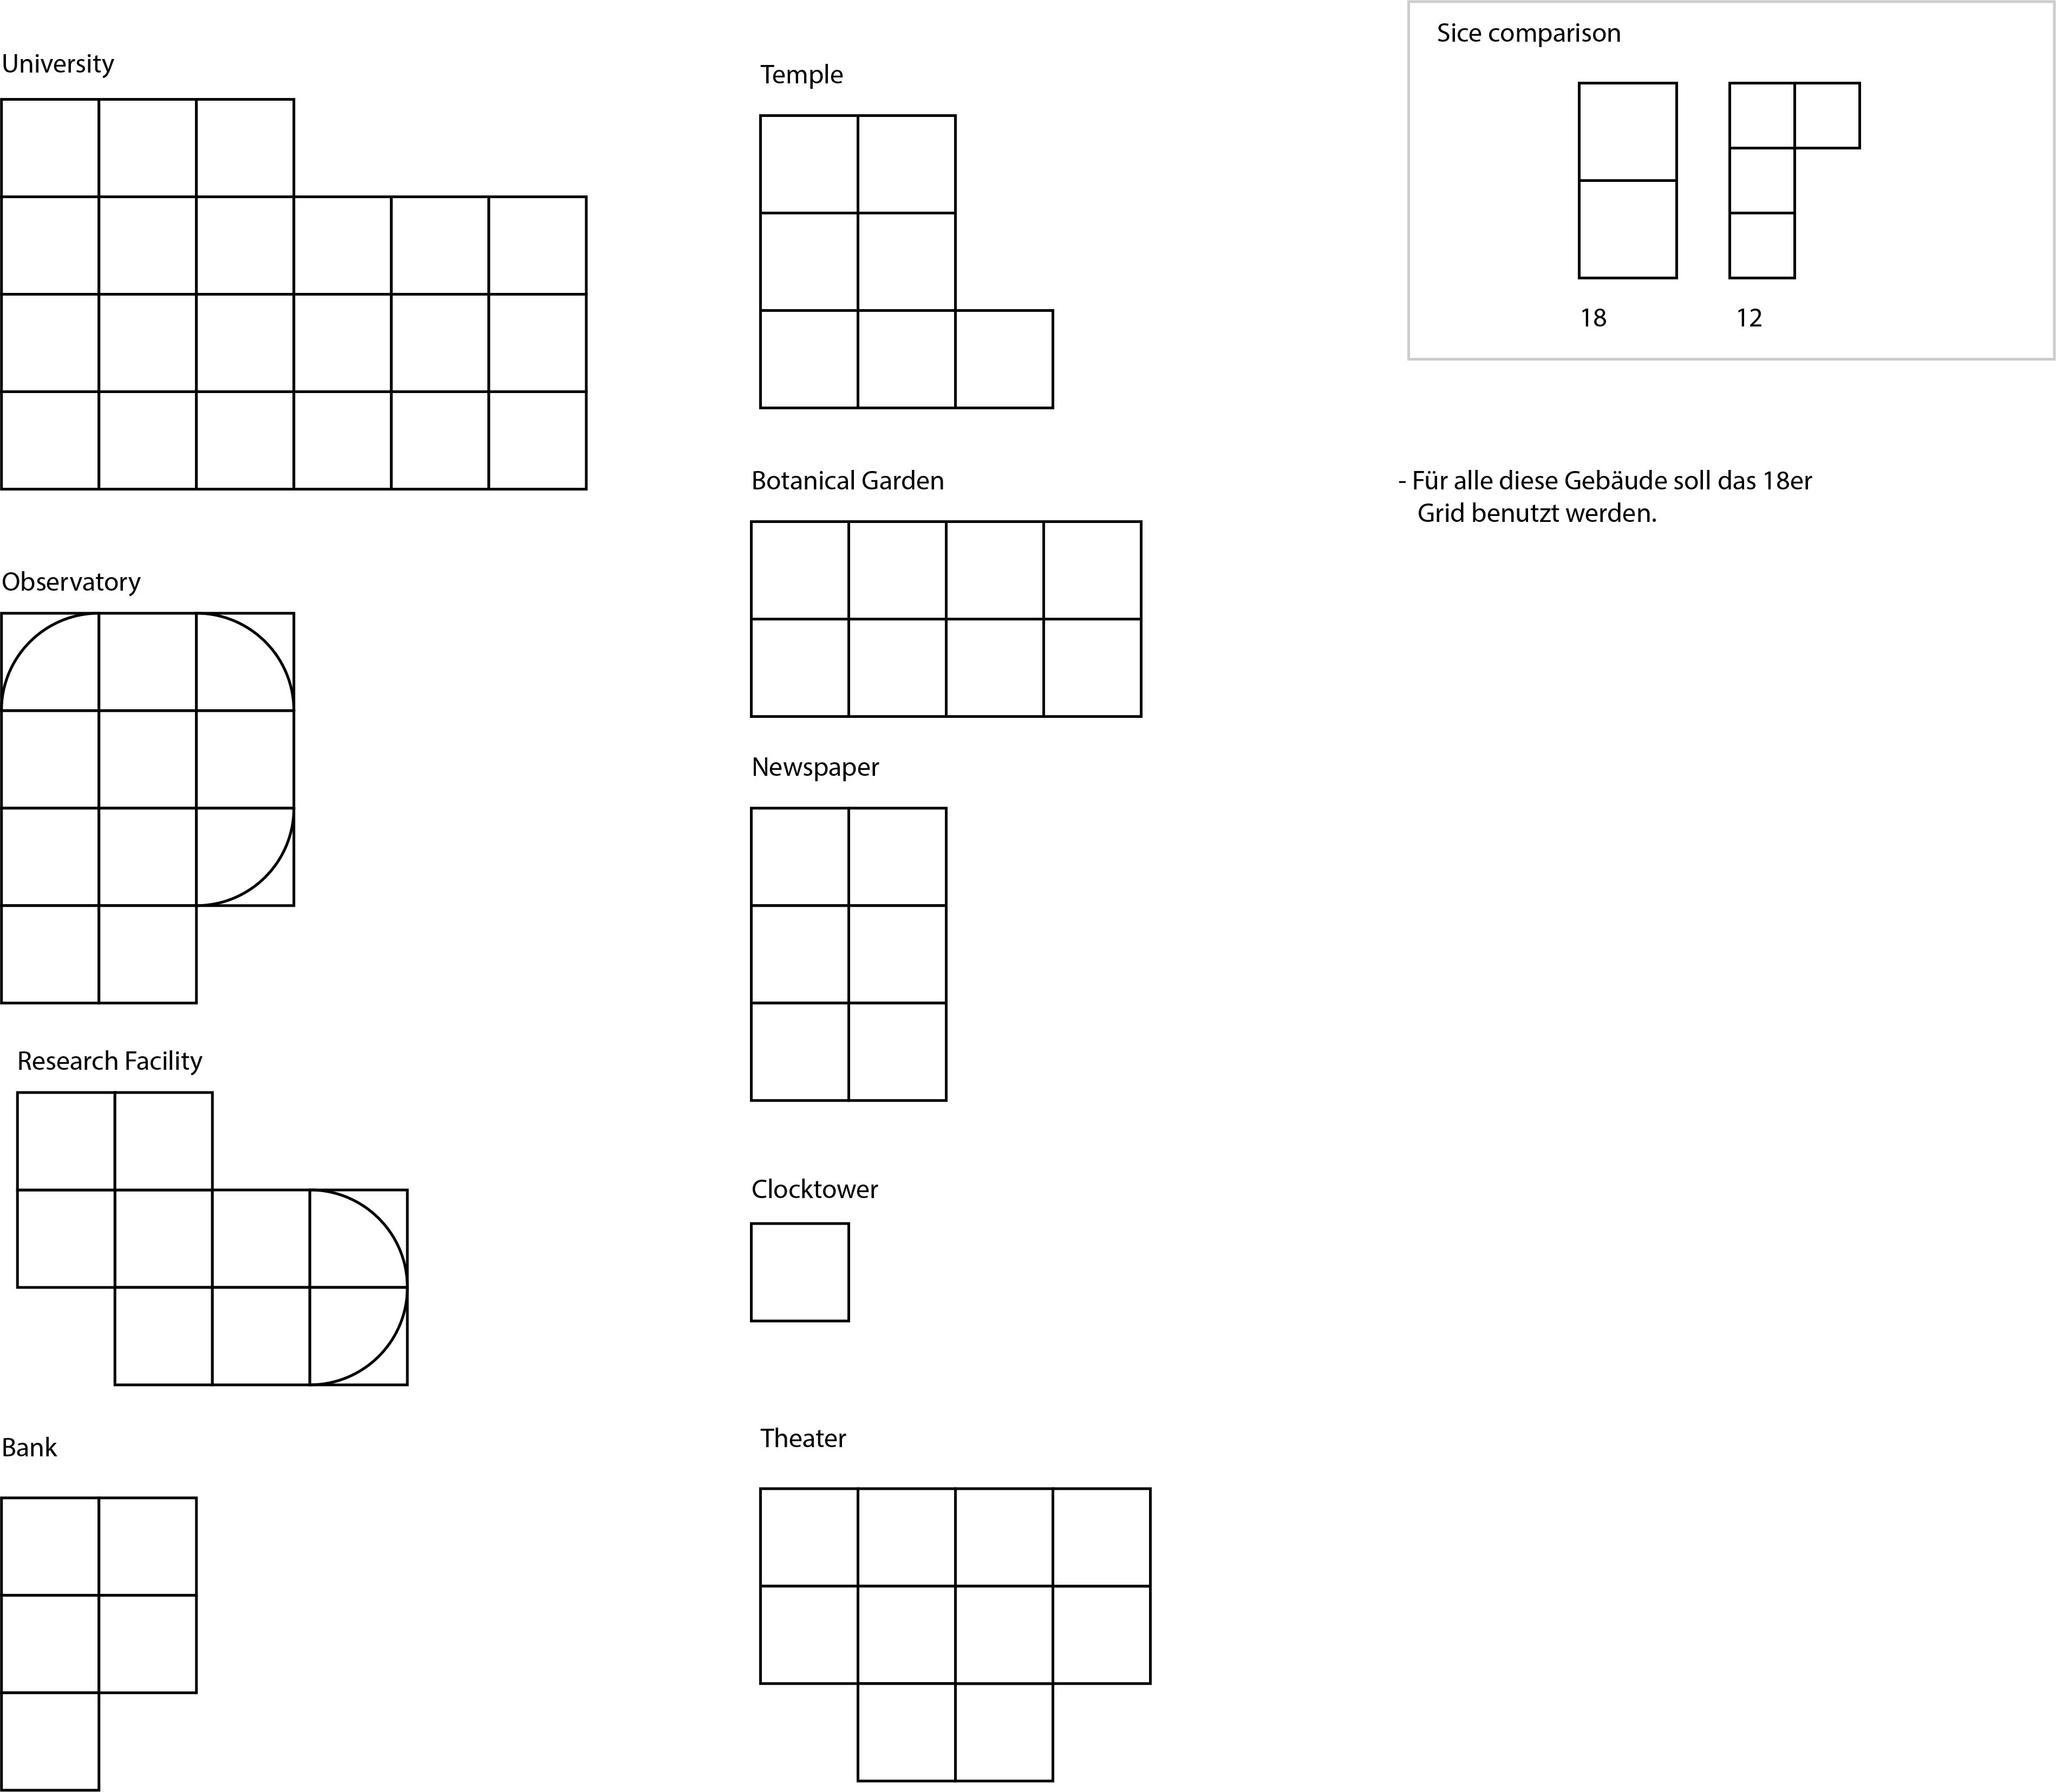 University
Observatory
Research Facility
Bank
Temple
Botanical Garden
Newspaper
Clocktower
Theater
Sice comparison
18
12
- Für alle diese Gebäude soll das 18er
Grid benutzt werden.